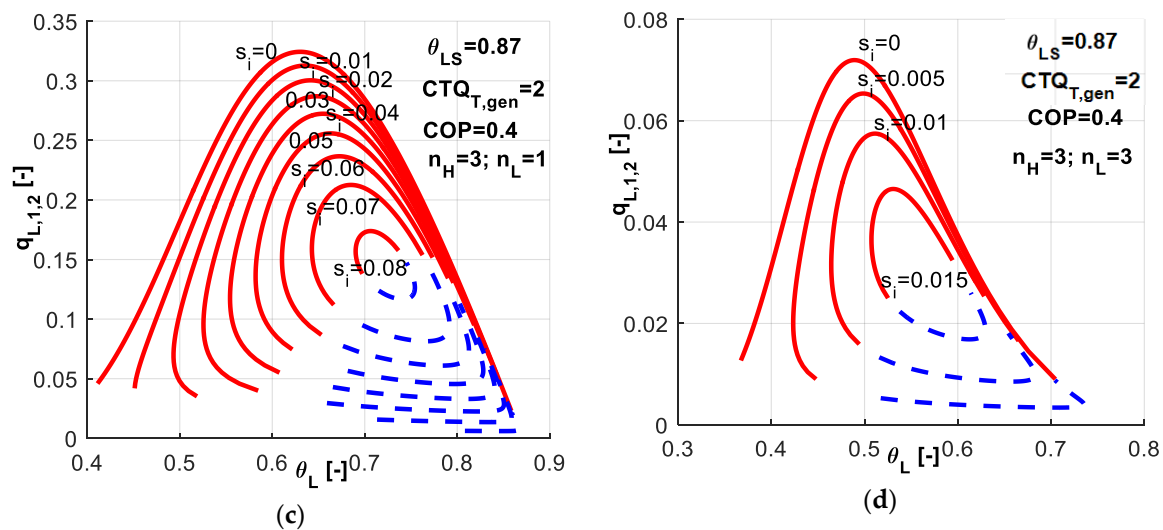 0.35
0.3
0.25
0.2
0.15
0.1
0.05
0
q_L,1,2 [-]
s_i=0
s_i=0.01
s_i=0.02
0.03
s_i=0.04
0.05
s_i=0.06
s_i=0.07
s_i=0.08
θ_LS=0.87
CTQ_T,gen=2
COP=0.4
n_H=3; n_L=1
0.4 0.5 0.6 0.7 0.8 0.9
θ_L [-]
(c)
0.08
0.06
0.04
0.02
0
q_L,1,2 [-]
s_i=0
s_i=0.005
s_i=0.01
s_i=0.015
θ_LS=0.87
CTQ_T,gen=2
COP=0.4
n_H=3; n_L=3
0.3 0.4 0.5 0.6 0.7 0.8
θ_L [-]
(d)